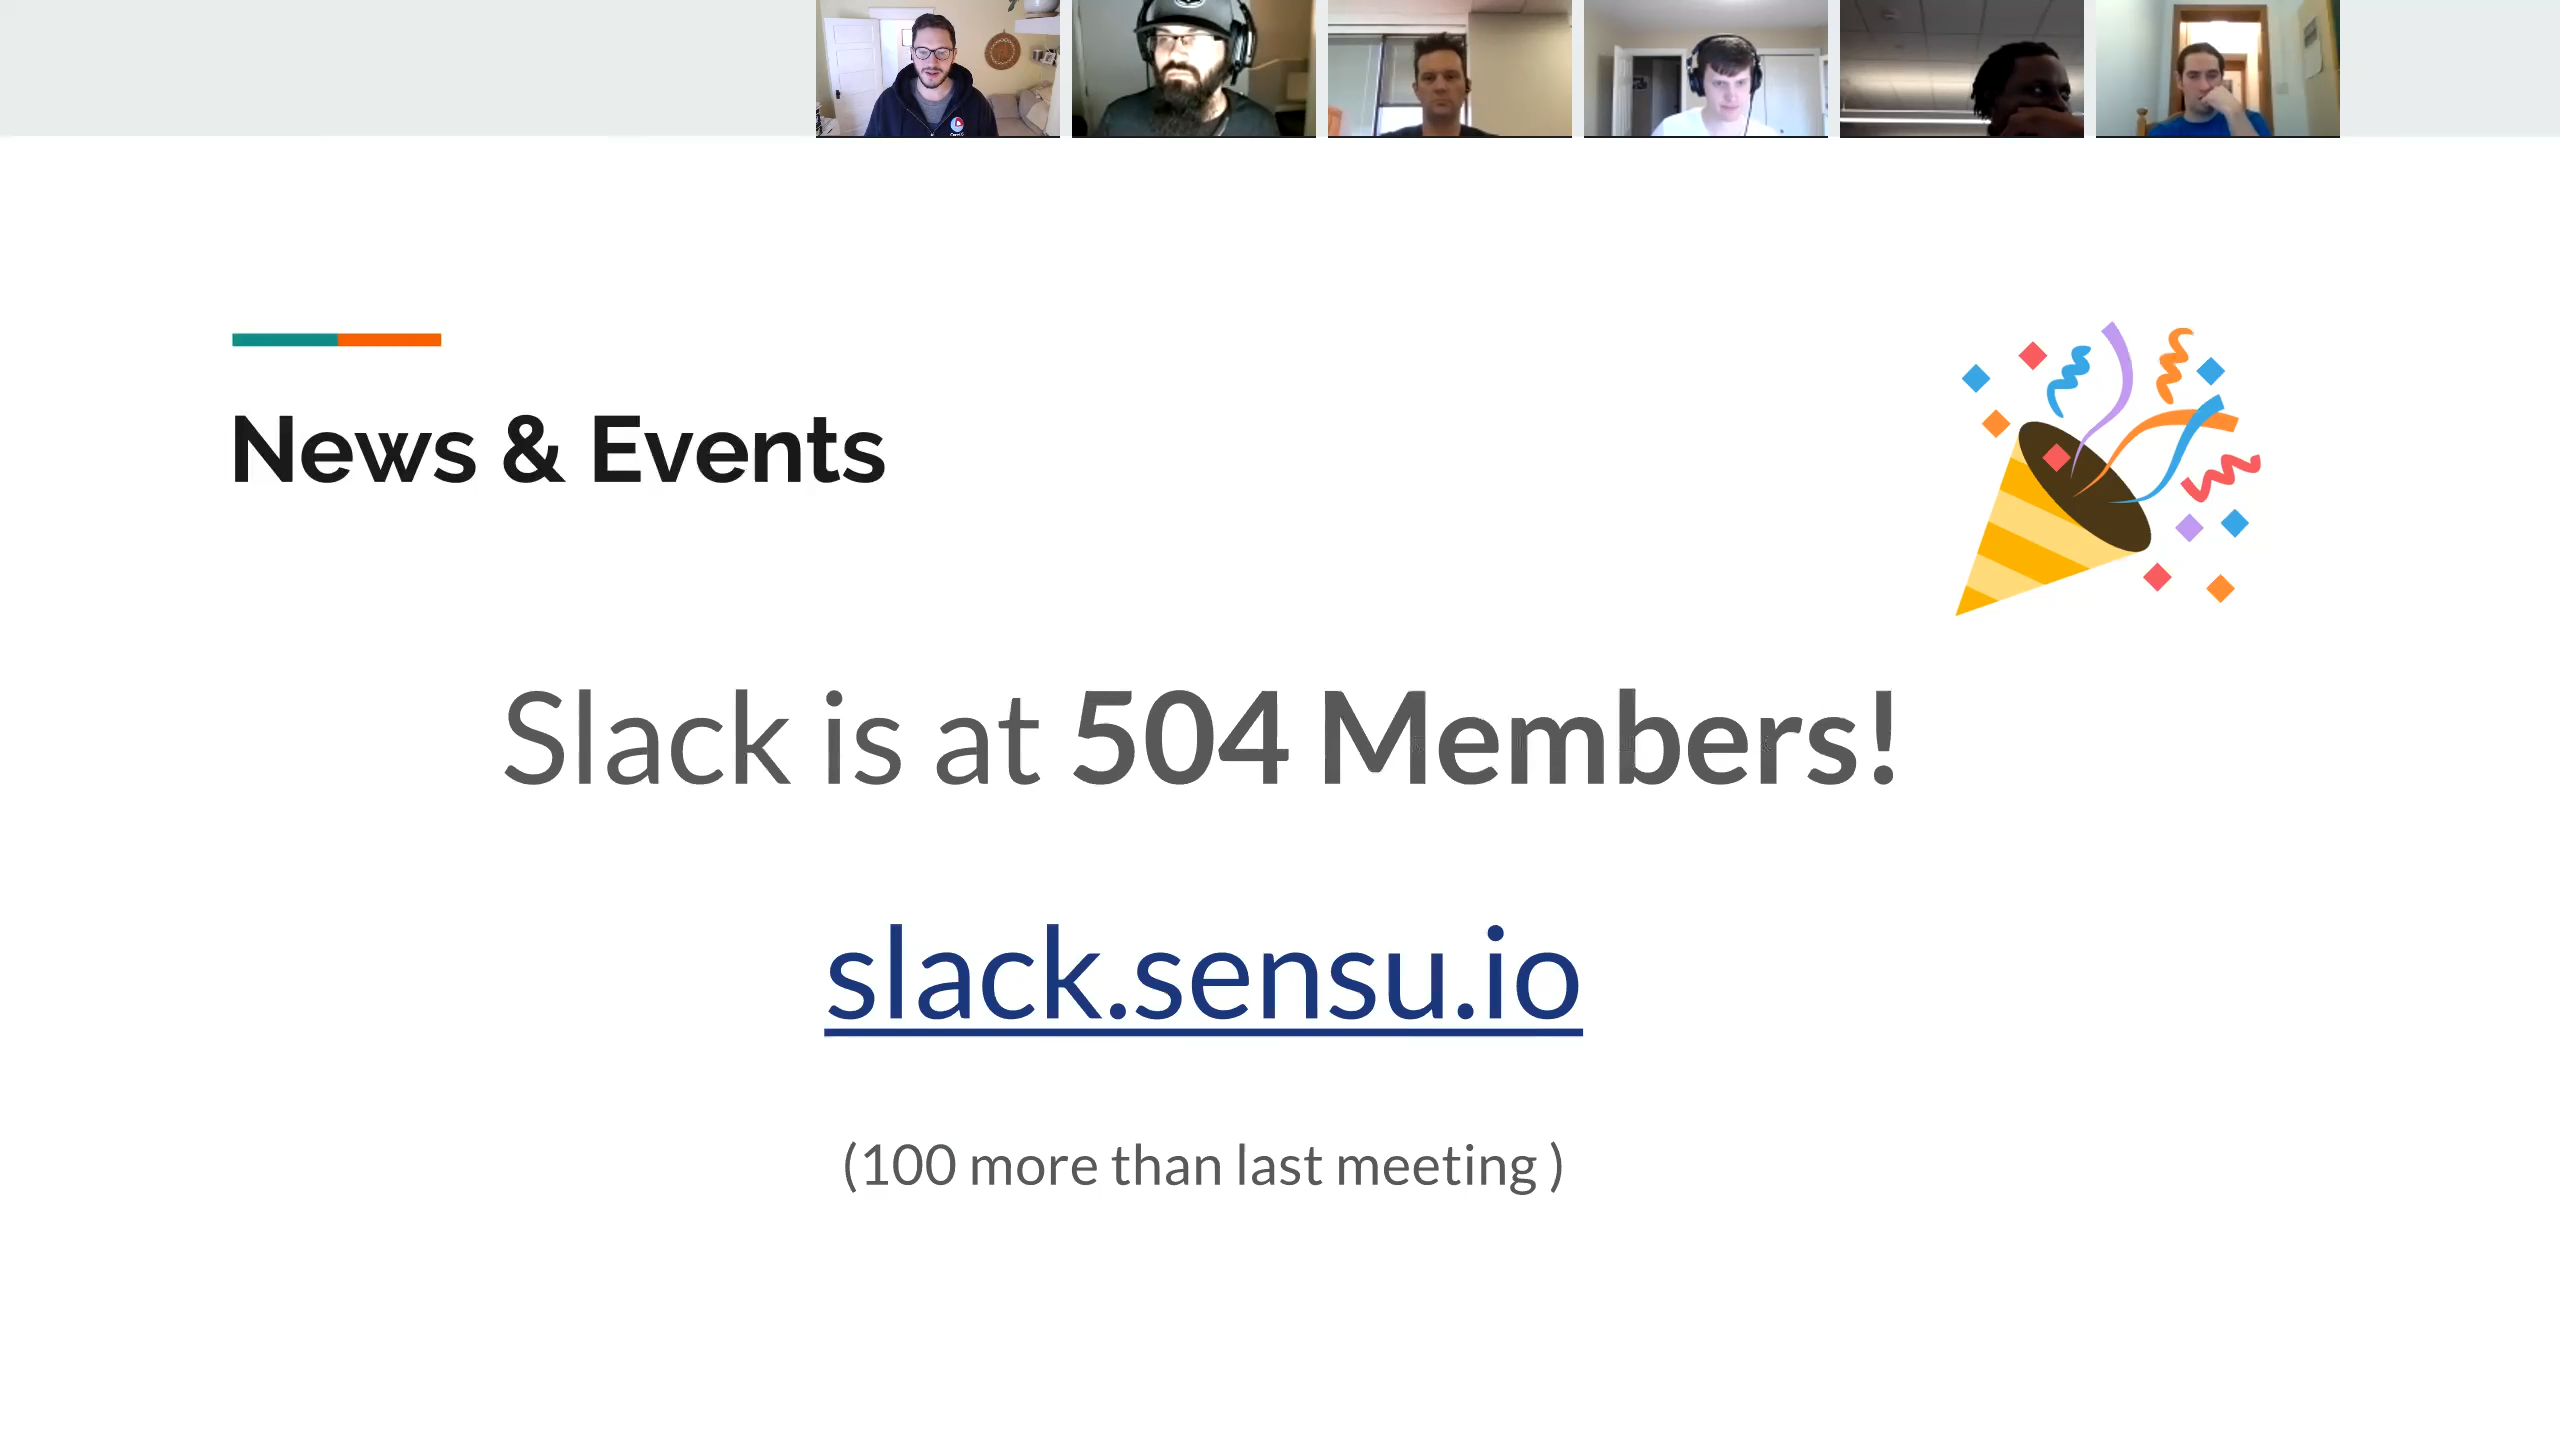 News & Events
Slack is at 504 Members!
slack.sensu.io
(100 more than last meeting )